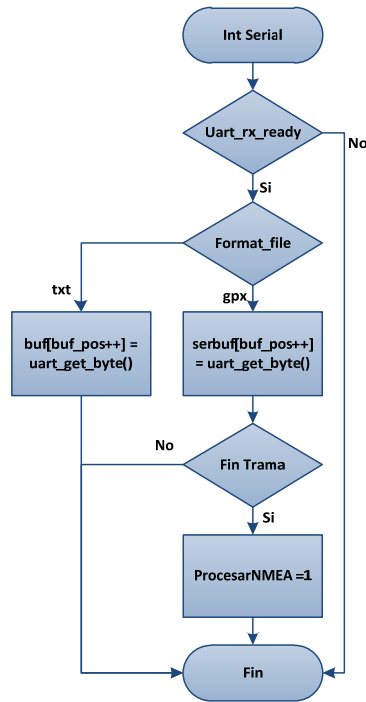 Int Serial
Uart_rx_ready
No
Si
Format_file
txt
gpx
buf[buf_pos++] =
uart_get_byte()
serbuf[buf_pos++]
= uart_get_byte()
No
Fin Trama
Si
ProcesarNMEA =1
Fin